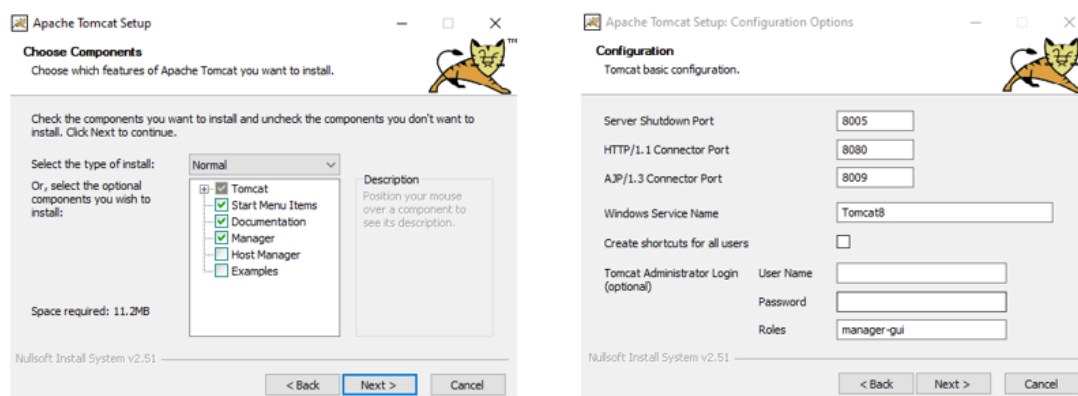 Apache Tomcat Setup
Choose Components
Choose which features of Apache Tomcat you want to install.
TM
Check the components you want to install and uncheck the components you don't want to
install. Click Next to continue.
Select the type of install:
Normal
Or, select the optional
components you wish to
install:
Tomcat
Start Menu Items
Documentation
Manager
Host Manager
Examples
Description
Position your mouse
over a component to
see its description.
Space required: 11.2MB
Nullsoft Install System v2.51
< Back
Next >
Cancel
Apache Tomcat Setup: Configuration Options
Configuration
Tomcat basic configuration.
Server Shutdown Port
8005
HTTP/1.1 Connector Port
8080
AJP/1.3 Connector Port
8009
Windows Service Name
Tomcat8
Create shortcuts for all users
Tomcat Administrator Login
(optional)
User Name
Password
Roles
manager-gui
Nullsoft Install System v2.51
< Back
Next >
Cancel